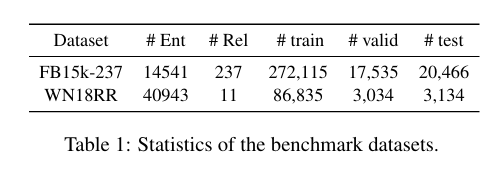 Dataset # Ent # Rel # train # valid # test
FB15k-237 14541 237 272,115 17,535 20,466
WN18RR 40943 11 86,835 3,034 3,134
Table 1: Statistics of the benchmark datasets.